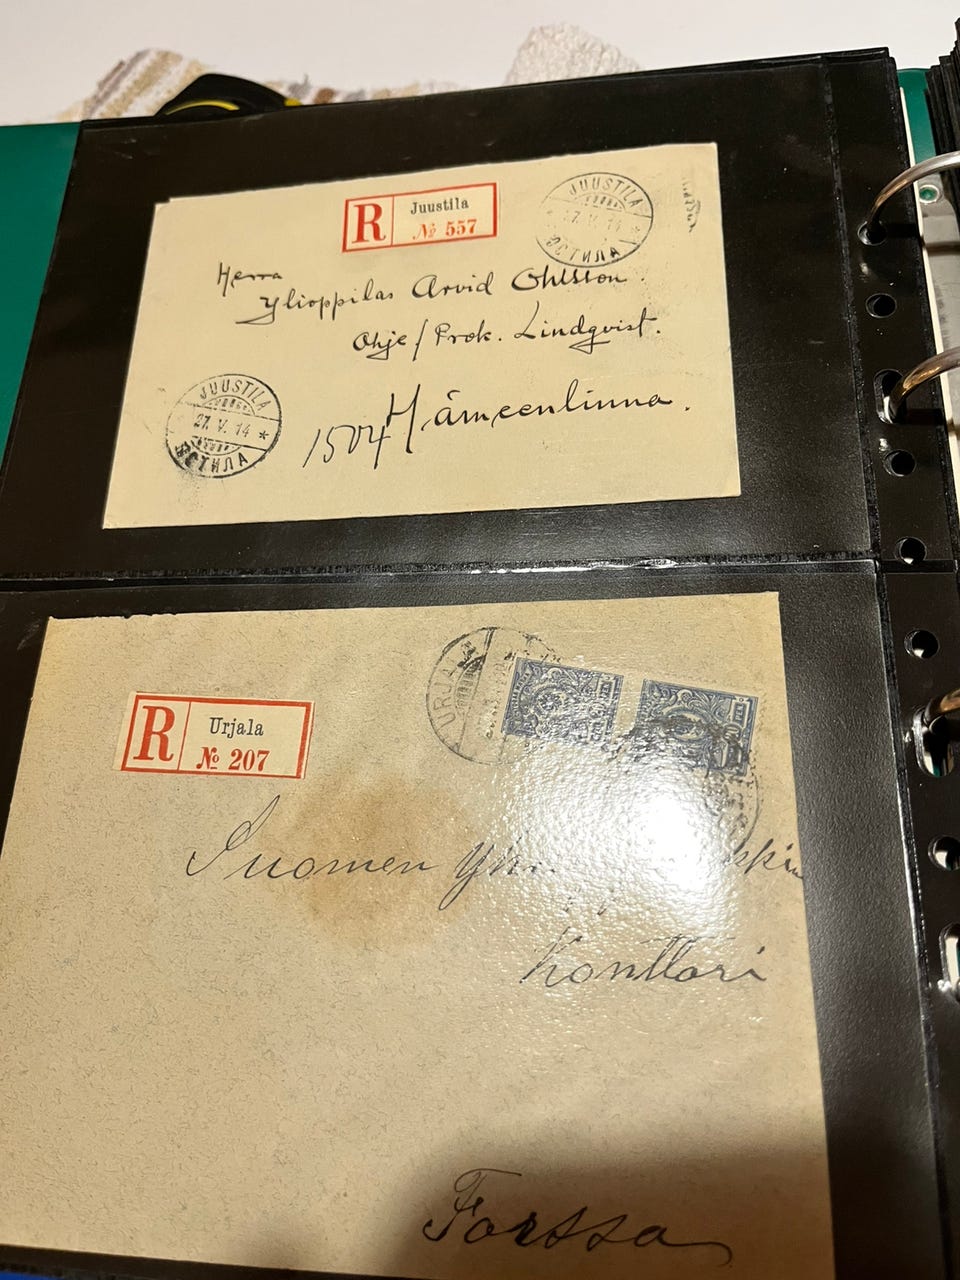 R Juustila
№ 557
JUUSTILA
27. V. 14
ЮСТИЛА
Herra
Ylioppilas Arvid Ohlsson.
Ohje / Prok. Lindqvist.
Hämeenlinna.
1504
JUUSTILA
27. V. 14
ЮСТИЛА
R Urjala
№ 207
URJALA
Suomen
Konttori
Forssa